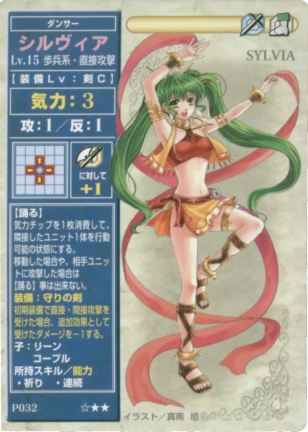 ダンサー
シルヴィア
Lv.15 歩兵系・直接攻撃
【装備Lv：剣C】
気力：3
攻：1／反：1
に対して
+1
【踊る】
気力チップを1枚消費して、
隣接したユニット1体を行動
可能の状態にする。
移動した場合や、相手ユニッ
トに攻撃した場合は
【踊る】事は出来ない。
装備：守りの剣
初期装備で直接・間接攻撃を
受けた場合、追加効果として
受けたダメージを－1する。
子：リーン
コープル
所持スキル／能力
・祈り ・連続
P032
☆★★
SYLVIA
イラスト／真南 旭